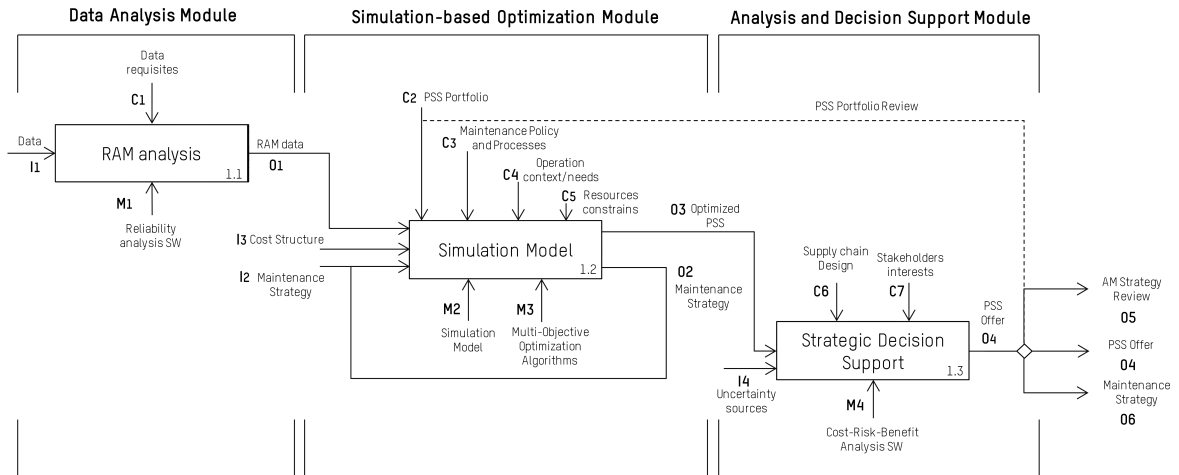 Data Analysis Module
Simulation-based Optimization Module
Analysis and Decision Support Module
Data
requisites
C1
Data
I1
RAM analysis
1.1
M1
Reliability
analysis SW
RAM data
O1
C2 PSS Portfolio
PSS Portfolio Review
C3
Maintenance Policy
and Processes
C4
Operation
context/needs
C5
Resources
constrains
I3 Cost Structure
I2 Maintenance
Strategy
Simulation Model
1.2
M2
Simulation
Model
M3
Multi-Objective
Optimization
Algorithms
O3 Optimized
PSS
O2
Maintenance
Strategy
Supply chain
Design
C6
Stakeholders
interests
C7
Strategic Decision
Support
1.3
I4
Uncertainty
sources
M4
Cost-Risk-Benefit
Analysis SW
PSS
Offer
O4
AM Strategy
Review
O5
PSS Offer
O4
Maintenance
Strategy
O6